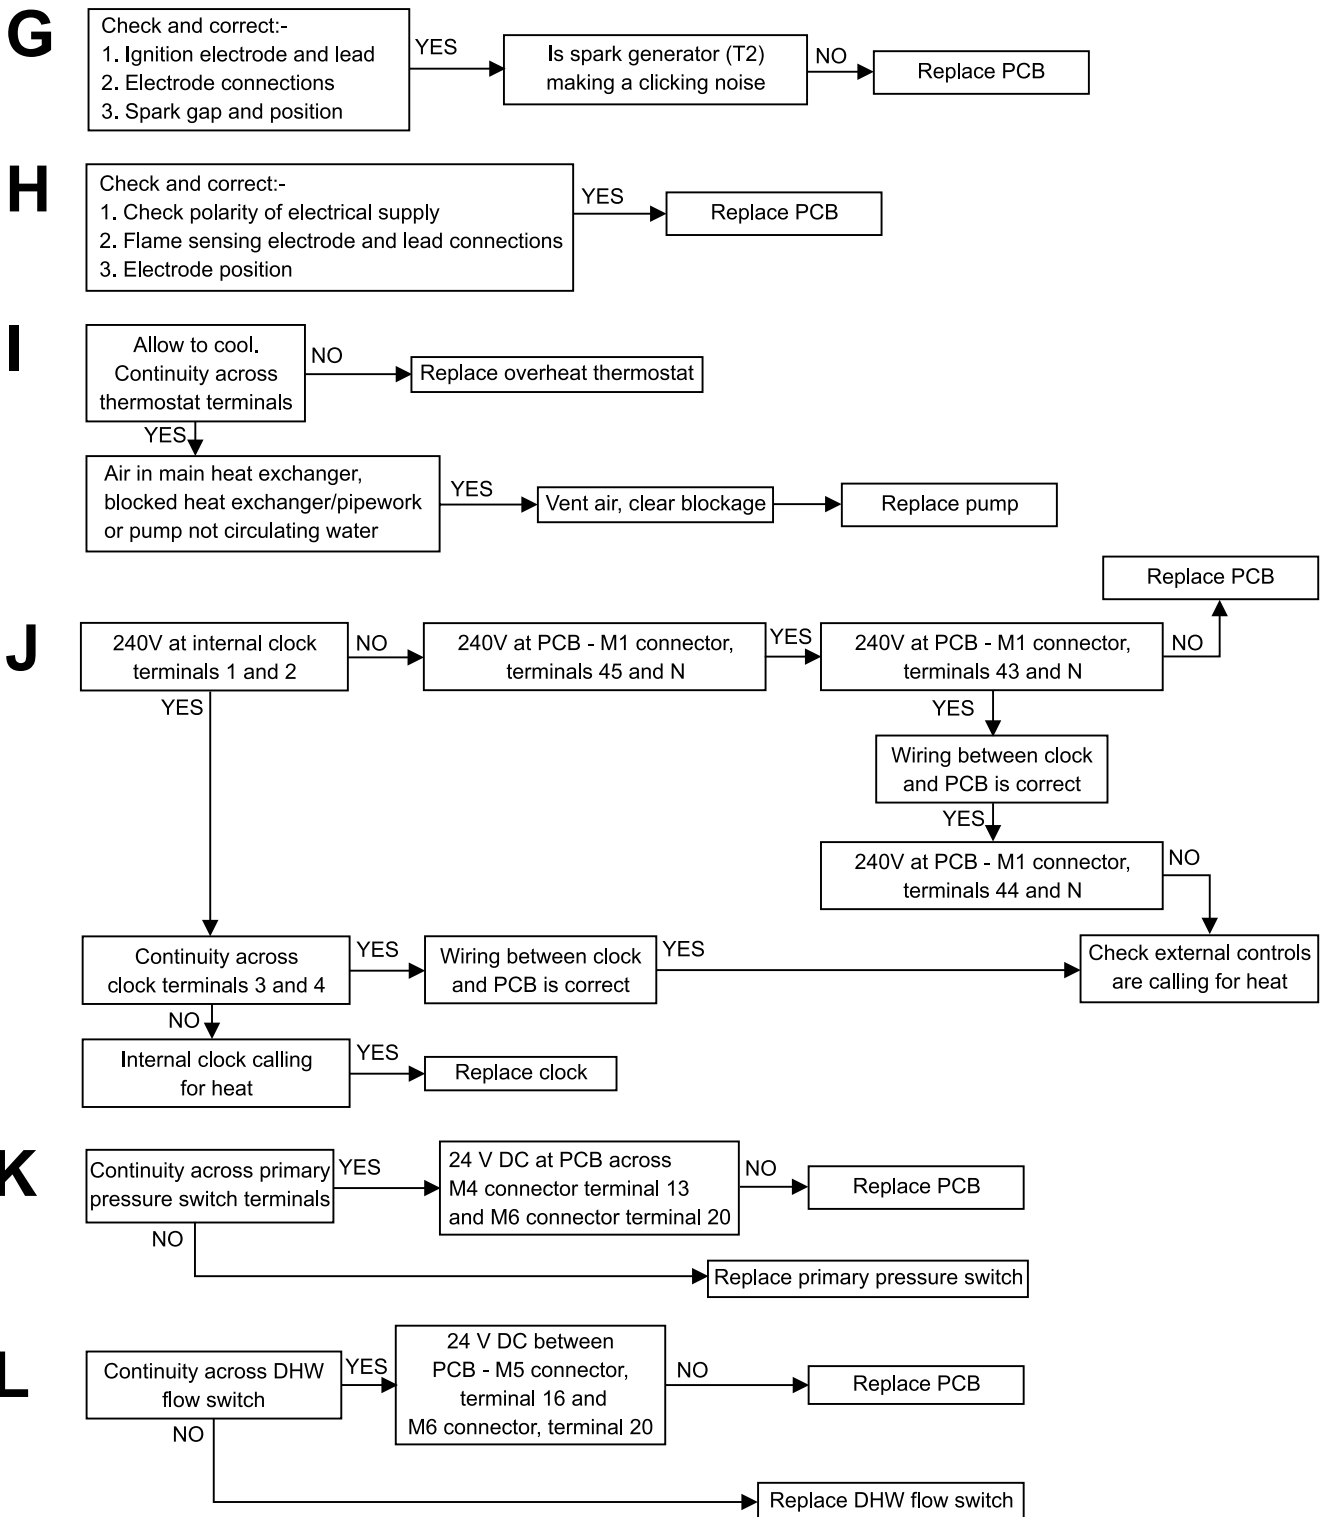 G
Check and correct:-
1. Ignition electrode and lead
2. Electrode connections
3. Spark gap and position
YES
Is spark generator (T2)
making a clicking noise
NO
Replace PCB
H
Check and correct:-
1. Check polarity of electrical supply
2. Flame sensing electrode and lead connections
3. Electrode position
YES
Replace PCB
I
Allow to cool.
Continuity across
thermostat terminals
NO
Replace overheat thermostat
YES
Air in main heat exchanger,
blocked heat exchanger/pipework
or pump not circulating water
YES
Vent air, clear blockage
Replace pump
J
240V at internal clock
terminals 1 and 2
NO
240V at PCB - M1 connector,
terminals 45 and N
YES
240V at PCB - M1 connector,
terminals 43 and N
NO
Replace PCB
YES
Wiring between clock
and PCB is correct
YES
240V at PCB - M1 connector,
terminals 44 and N
NO
YES
Continuity across
clock terminals 3 and 4
YES
Wiring between clock
and PCB is correct
YES
Check external controls
are calling for heat
NO
Internal clock calling
for heat
YES
Replace clock
K
Continuity across primary
pressure switch terminals
YES
24 V DC at PCB across
M4 connector terminal 13
and M6 connector terminal 20
NO
Replace PCB
NO
Replace primary pressure switch
L
Continuity across DHW
flow switch
YES
24 V DC between
PCB - M5 connector,
terminal 16 and
M6 connector, terminal 20
NO
Replace PCB
NO
Replace DHW flow switch